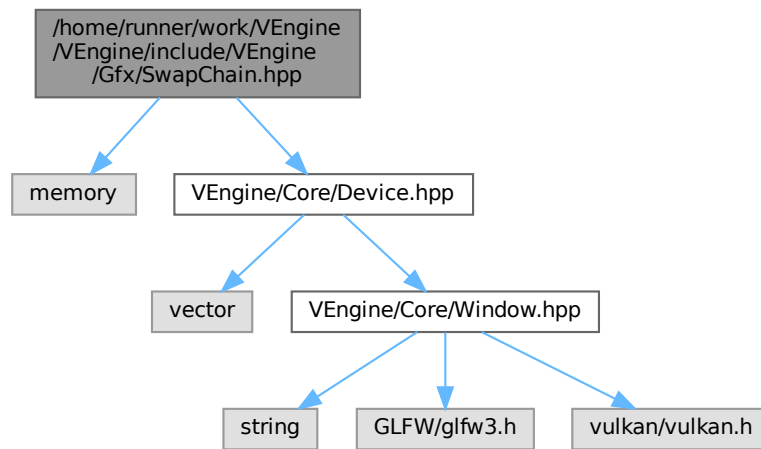 /home/runner/work/VEngine
/VEngine/include/VEngine
/Gfx/SwapChain.hpp
memory
VEngine/Core/Device.hpp
vector
VEngine/Core/Window.hpp
string
GLFW/glfw3.h
vulkan/vulkan.h